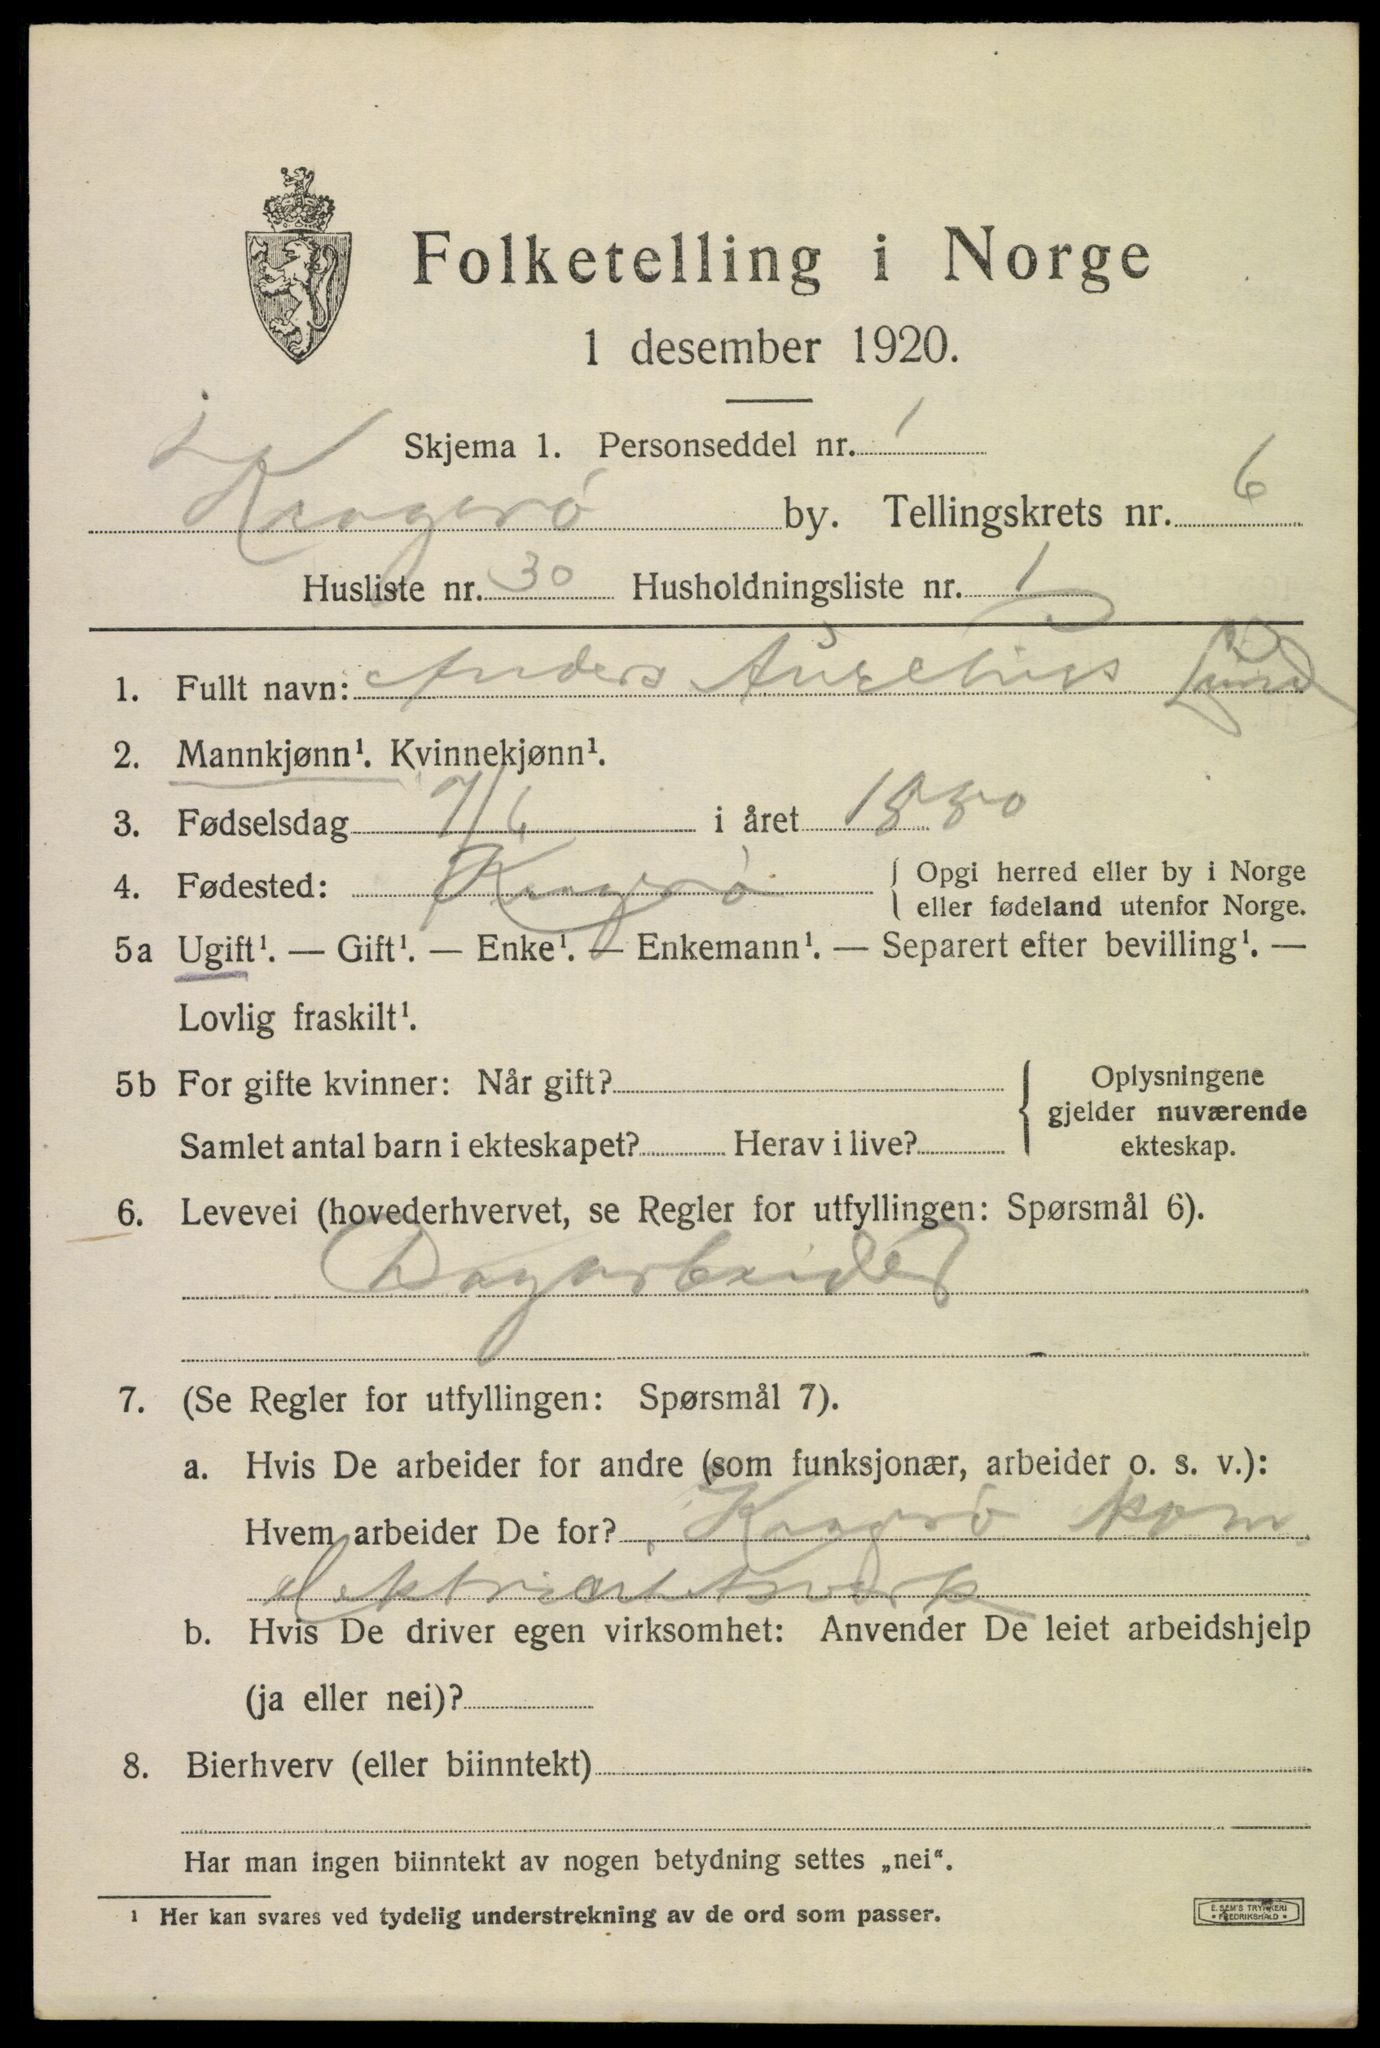 Folketelling i Norge
1 desember 1920.
Skjema 1. Personseddel nr. 1
Kragerø by. Tellingskrets nr. 6
Husliste nr. 30 Husholdningsliste nr. 1
1. Fullt navn: Anders Aurelius Lund
2. Mannkjønn¹. Kvinnekjønn¹.
3. Fødselsdag 7/6 i året 1880
4. Fødested: Kragerø { Opgi herred eller by i Norge
eller fødeland utenfor Norge.
5a Ugift¹. — Gift¹. — Enke¹. — Enkemann¹. — Separert efter bevilling¹. —
Lovlig fraskilt¹.
5b For gifte kvinner: Når gift? { Oplysningene
gjelder nuværende
Samlet antal barn i ekteskapet? Herav i live? ekteskap.
6. Levevei (hovederhvervet, se Regler for utfyllingen: Spørsmål 6).
Dagarbeider
7. (Se Regler for utfyllingen: Spørsmål 7).
a. Hvis De arbeider for andre (som funksjonær, arbeider o. s. v.):
Hvem arbeider De for? Kragerø kom
elektricitetsverk
b. Hvis De driver egen virksomhet: Anvender De leiet arbeidshjelp
(ja eller nei)?
8. Bierhverv (eller biinntekt)
Har man ingen biinntekt av nogen betydning settes „nei“.
¹ Her kan svares ved tydelig understrekning av de ord som passer.
E. SEM'S TRYKKERI
• FREDRIKSHALD •